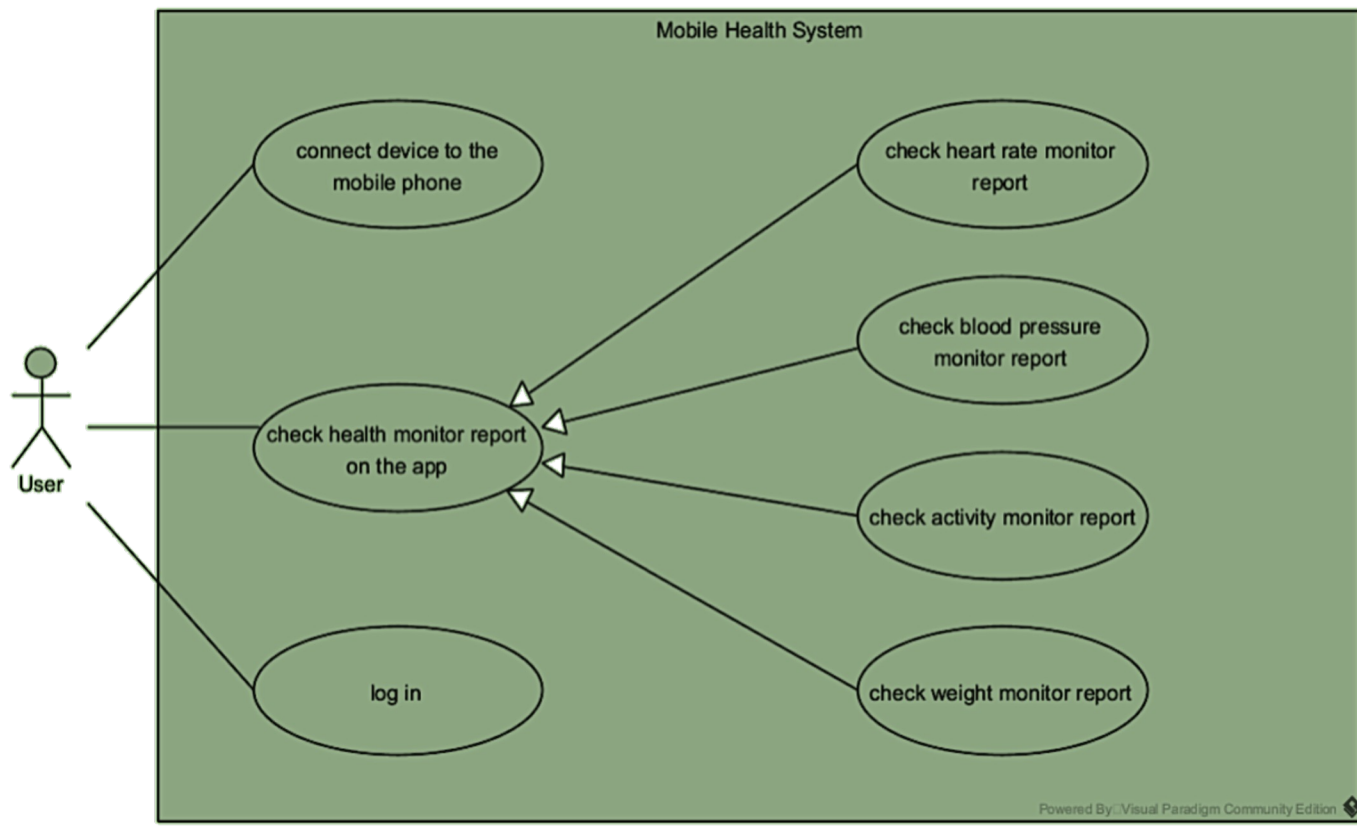 Mobile Health System
connect device to the
mobile phone
check heart rate monitor
report
check blood pressure
monitor report
check health monitor report
on the app
User
check activity monitor report
log in
check weight monitor report
Powered By Visual Paradigm Community Edition